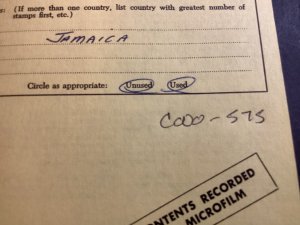 (If more than one country, list country with greatest number of
stamps first, etc.)
JAMAICA
Circle as appropriate: Unused Used
COOO-575
CONTENTS RECORDED
MICROFILM